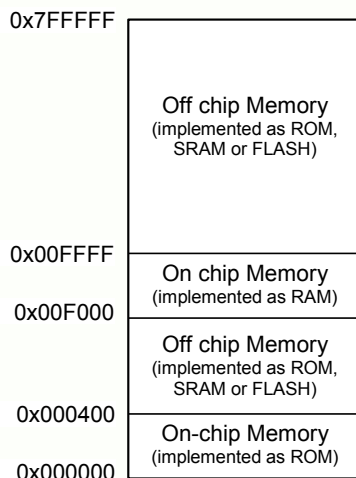 0x7FFFFF
Off chip Memory
(implemented as ROM,
SRAM or FLASH)
0x00FFFF
On chip Memory
(implemented as RAM)
0x00F000
Off chip Memory
(implemented as ROM,
SRAM or FLASH)
0x000400
On-chip Memory
(implemented as ROM)
0x000000